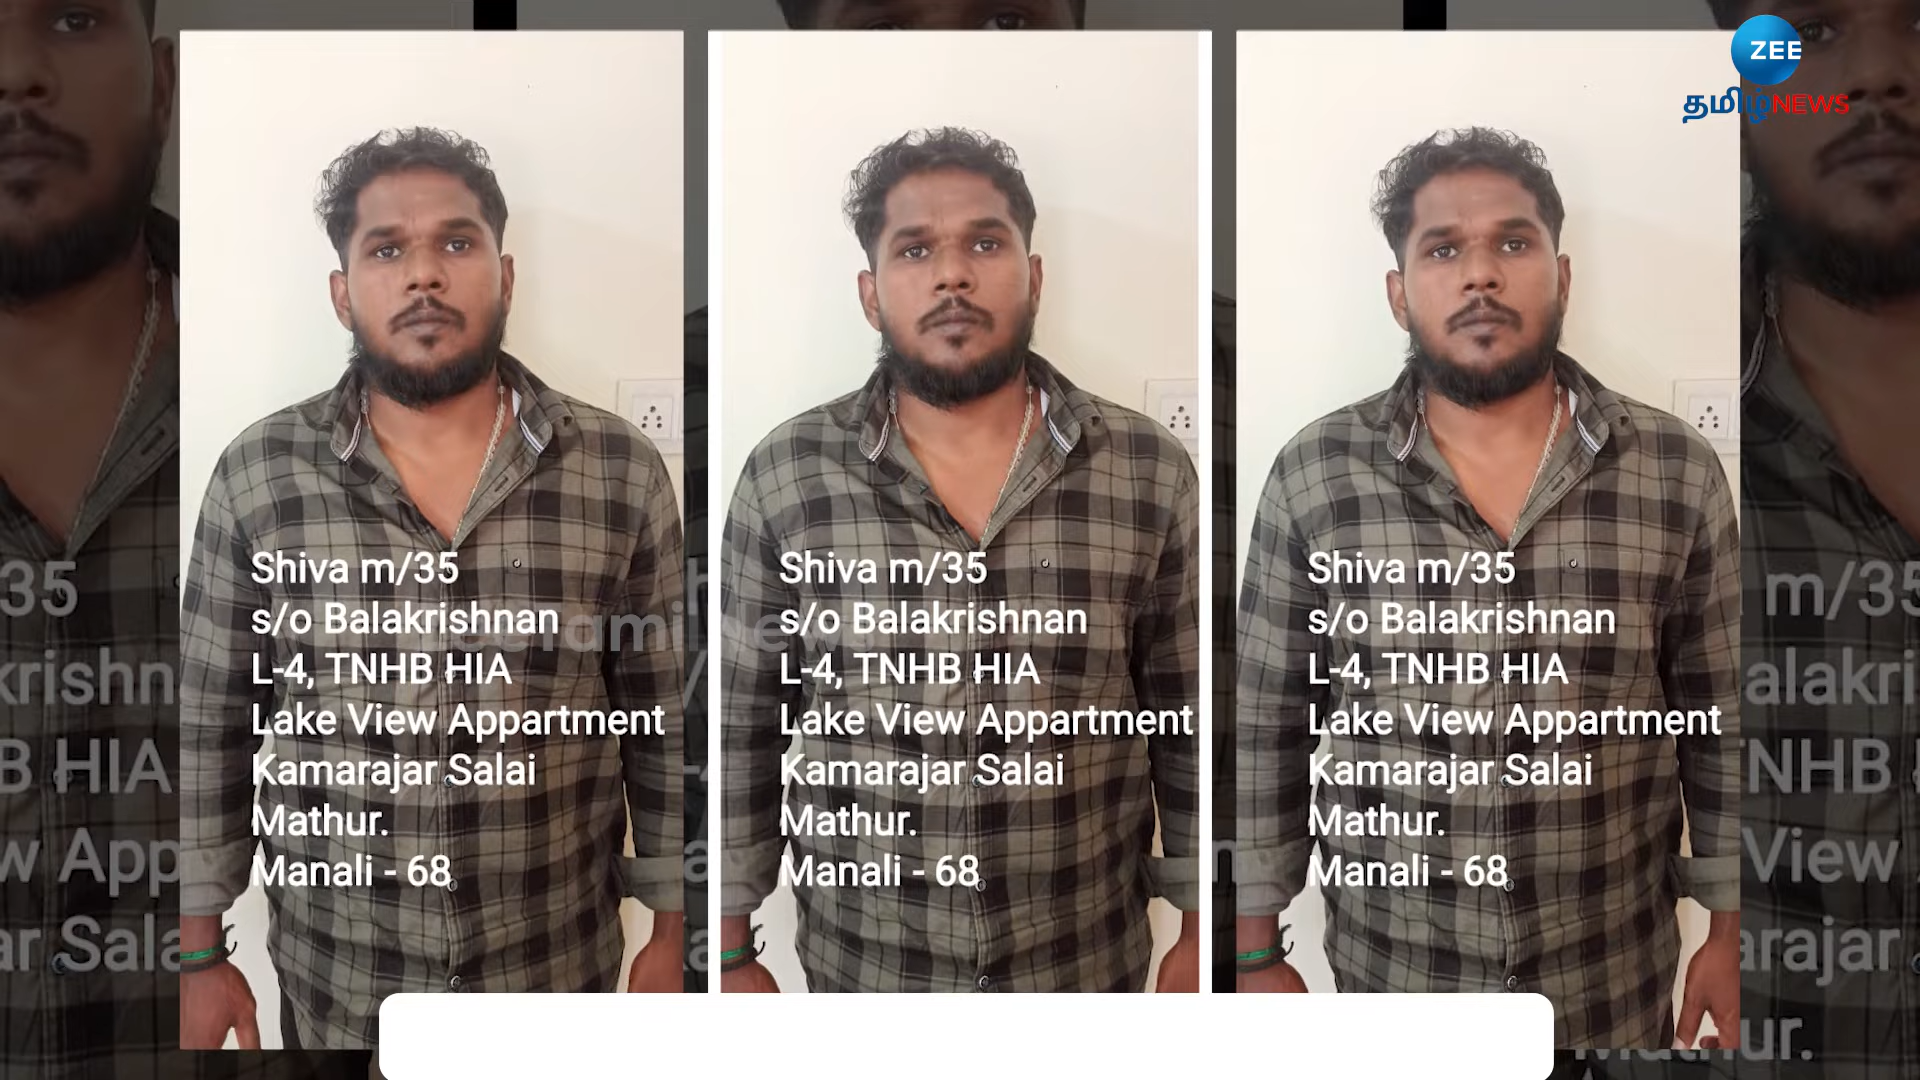 ZEE
தமிழ் NEWS
Shiva m/35
s/o Balakrishnan
L-4, TNHB HIA
Lake View Appartment
Kamarajar Salai
Mathur.
Manali - 68
Shiva m/35
s/o Balakrishnan
L-4, TNHB HIA
Lake View Appartment
Kamarajar Salai
Mathur.
Manali - 68
Shiva m/35
s/o Balakrishnan
L-4, TNHB HIA
Lake View Appartment
Kamarajar Salai
Mathur.
Manali - 68